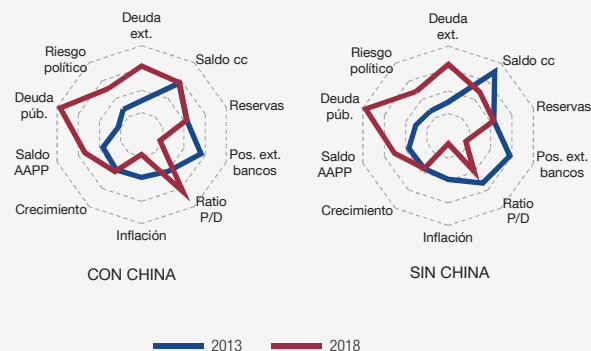 Deuda
ext.
Saldo cc
Reservas
Pos. ext.
bancos
Ratio
P/D
Inflación
Crecimiento
Saldo
AAPP
Deuda
púb.
Riesgo
político
CON CHINA
Deuda
ext.
Saldo cc
Reservas
Pos. ext.
bancos
Ratio
P/D
Inflación
Crecimiento
Saldo
AAPP
Deuda
púb.
Riesgo
político
SIN CHINA
2013
2018